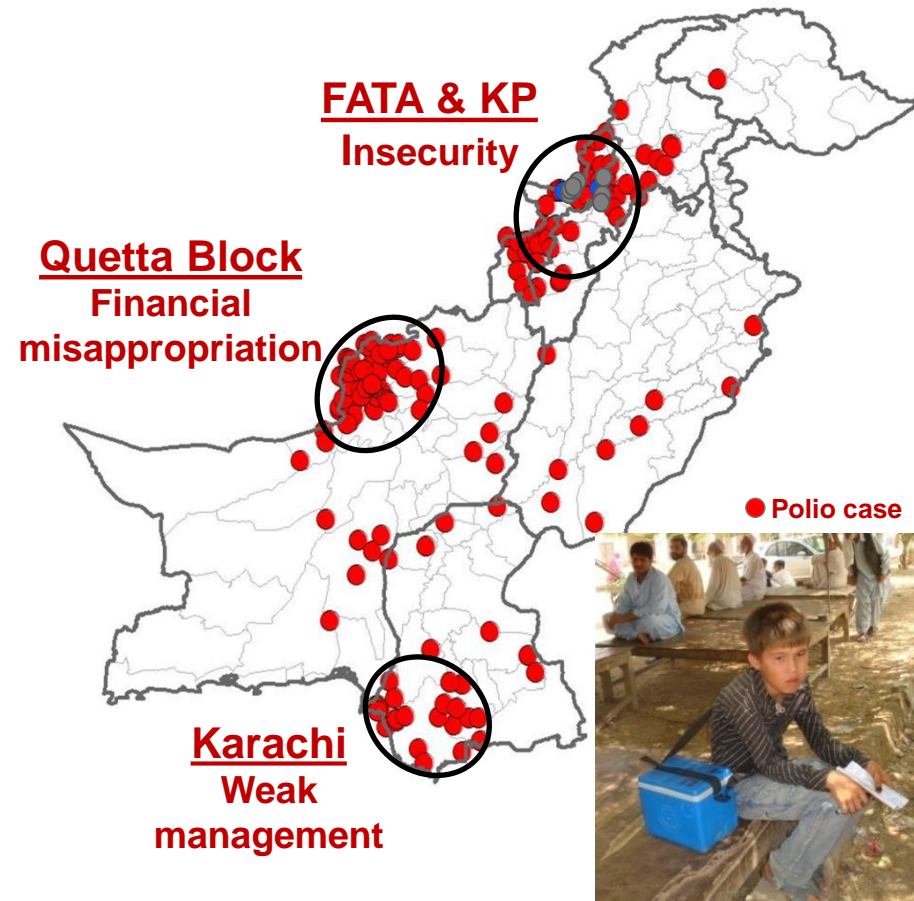 FATA & KP
Insecurity
Quetta Block
Financial
misappropriation
Polio case
Karachi
Weak
management